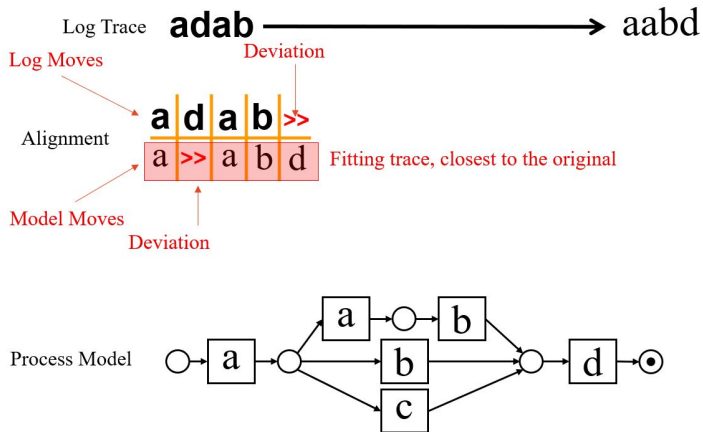 Log Trace adab aabd
Log Moves
Deviation
a d a b >>
Alignment
a >> a b d
Fitting trace, closest to the original
Model Moves
Deviation
a b
Process Model a b d
c